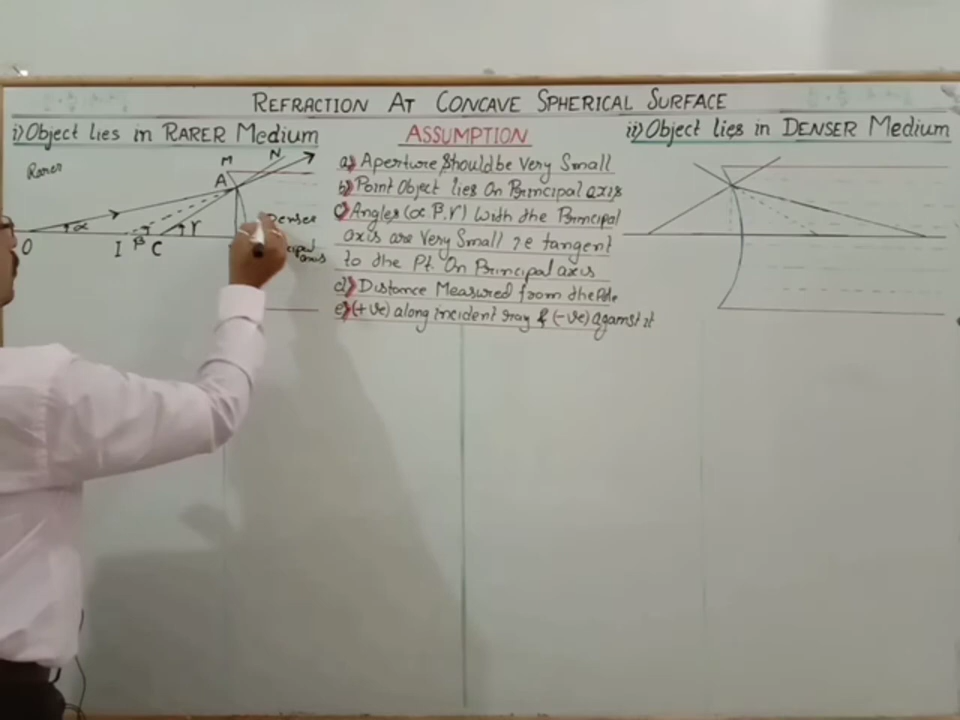 REFRACTION AT CONCAVE SPHERICAL SURFACE
i) Object lies in RARER Medium
Rarer
M
N
A
α
β
γ
r
O
I
C
Denser
axis
ASSUMPTION
a) Aperture should be Very Small
b) Point Object lies On Principal axis
c) Angles (α β, γ) with the Principal
axis are Very Small ie tangent
to the Pt. On Principal axis
d) Distance Measured from the Pole
e) (+ve) along incident ray & (-ve) against it
ii) Object lies in DENSER Medium